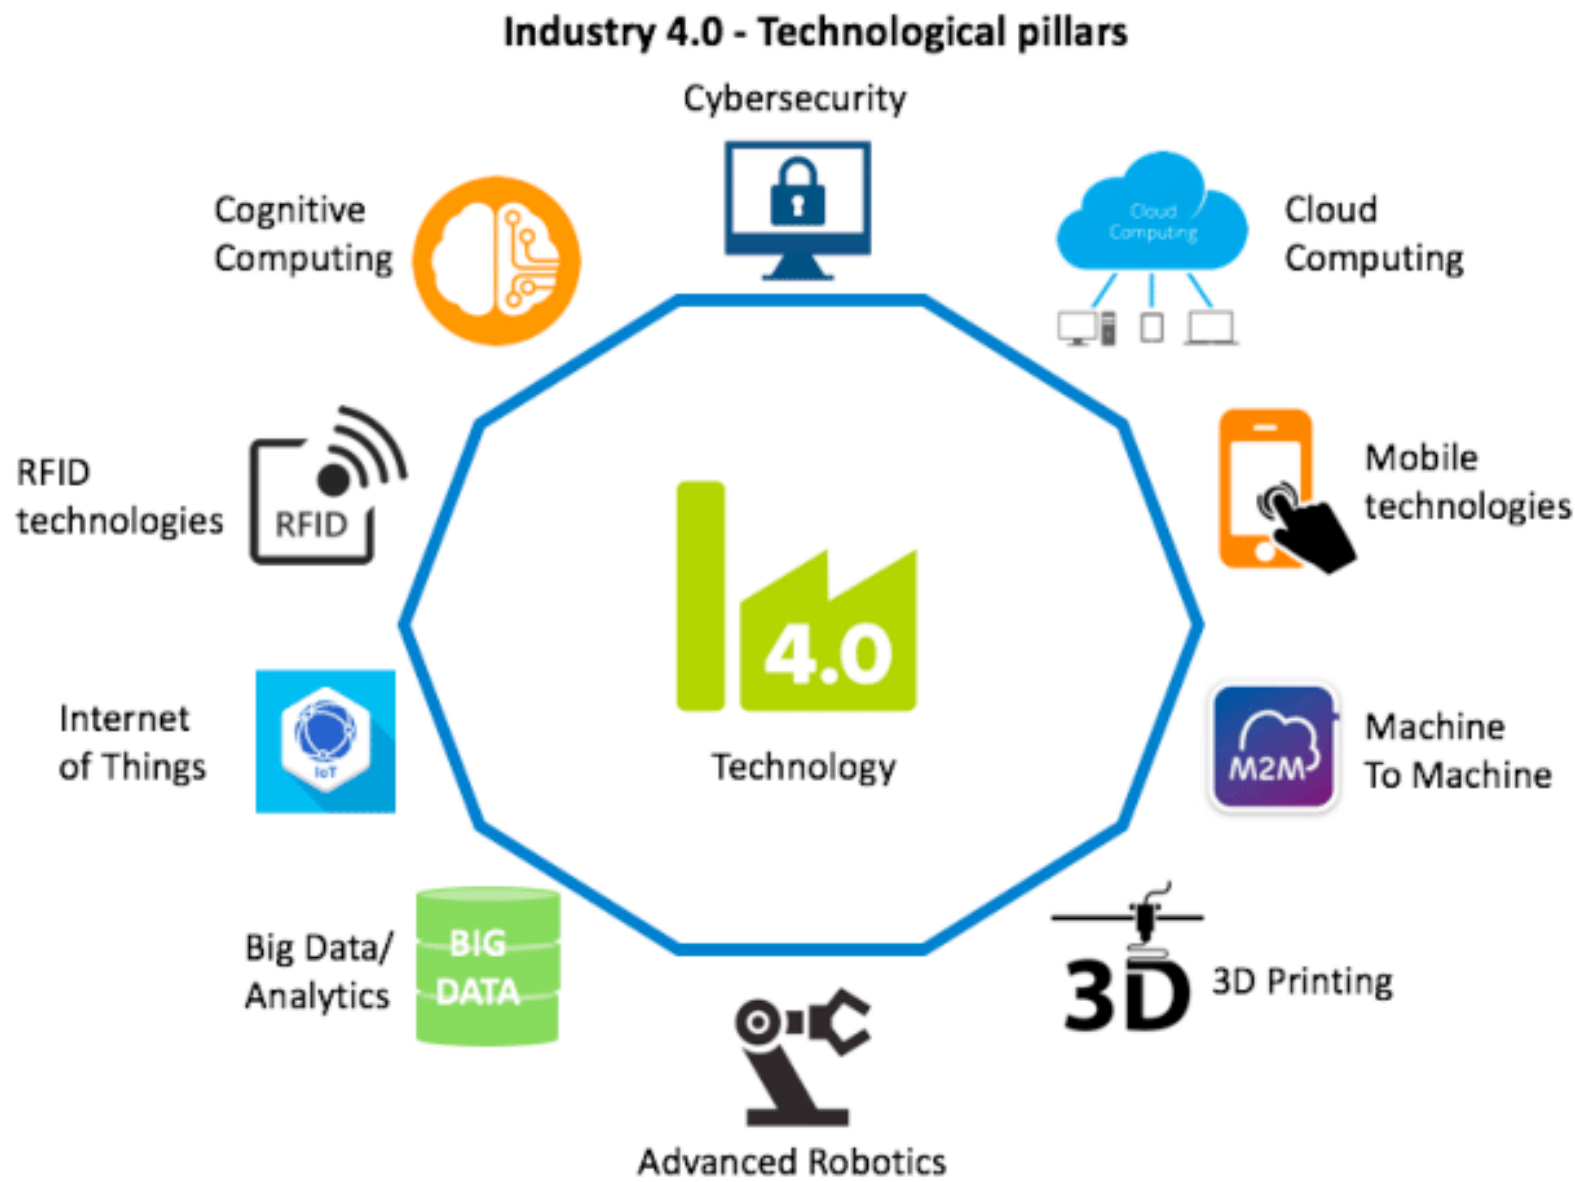 Industry 4.0 - Technological pillars
Cybersecurity
Cognitive
Computing
Cloud
Computing
Cloud
Computing
RFID
technologies
RFID
Mobile
technologies
4.0
Technology
Internet
of Things
IoT
M2M
Machine
To Machine
Big Data/
Analytics
BIG
DATA
3D
3D Printing
Advanced Robotics